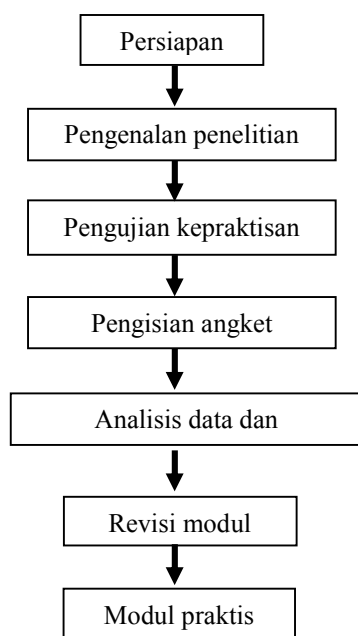 Persiapan
Pengenalan penelitian
Pengujian kepraktisan
Pengisian angket
Analisis data dan
Revisi modul
Modul praktis